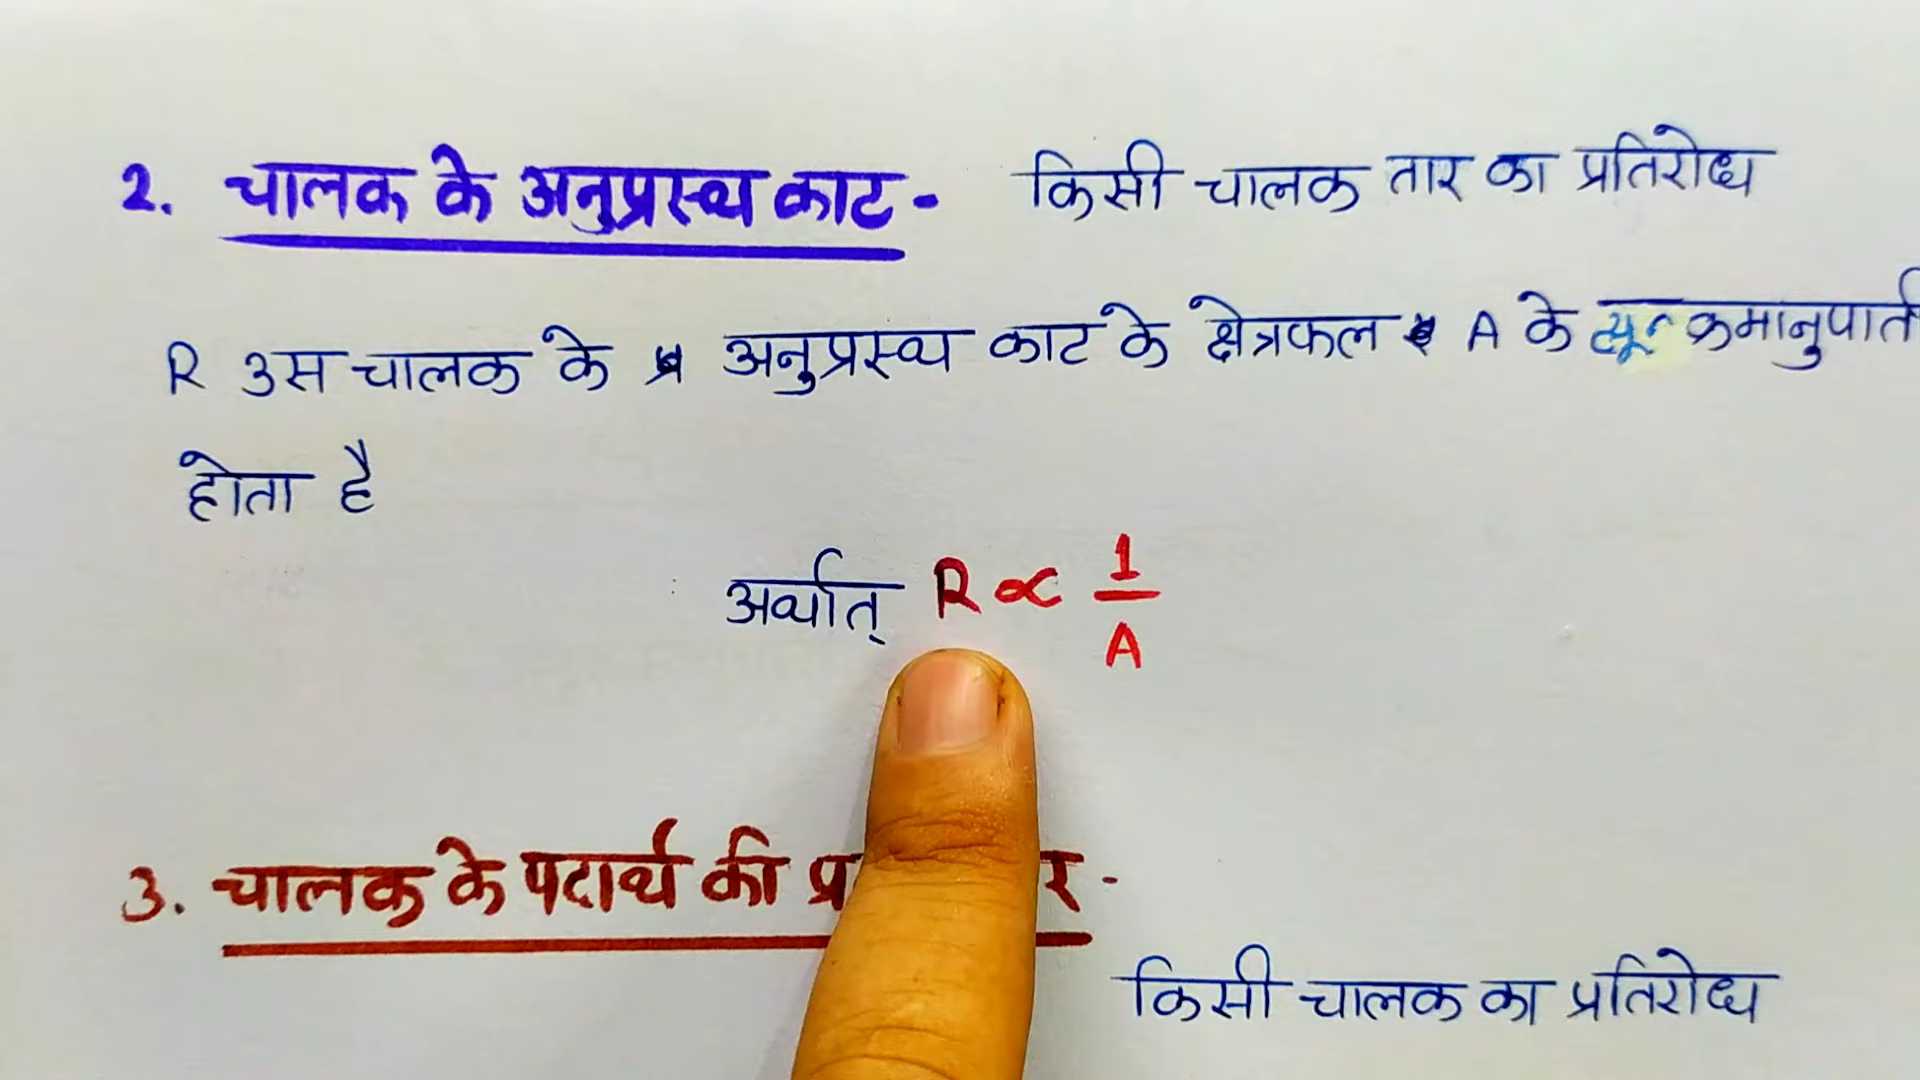 2. चालक के अनुप्रस्थ काट - किसी चालक तार का प्रतिरोध
R उस चालक के अनुप्रस्थ काट के क्षेत्रफल A के व्यूत्क्रमानुपाती
होता है
अर्थात् R ∝ 1/A
3. चालक के पदार्थ की -
किसी चालक का प्रतिरोध